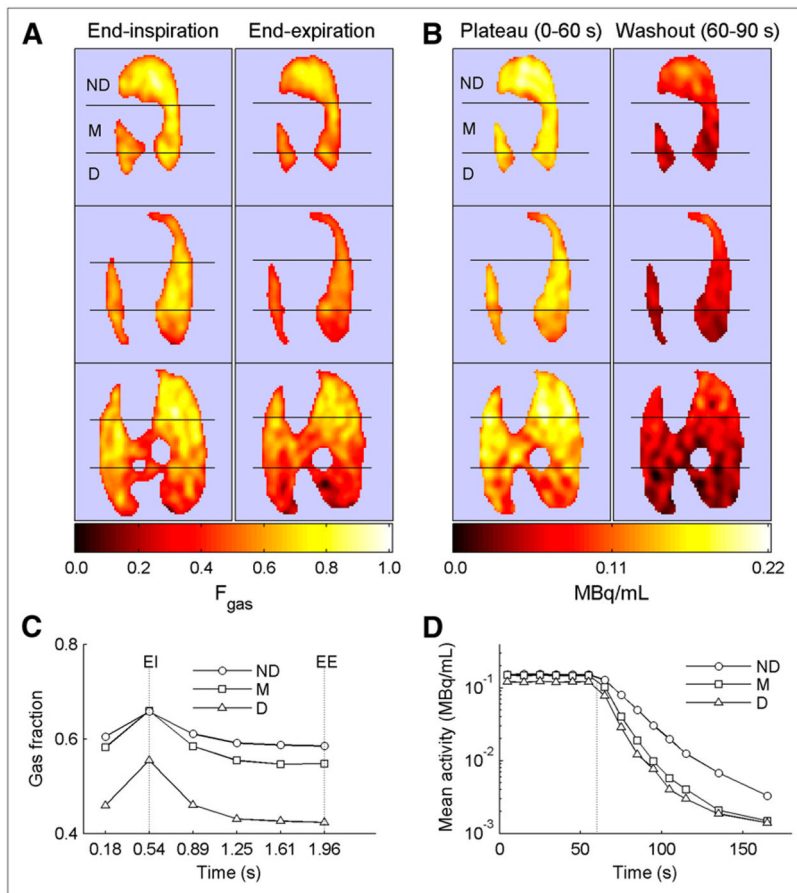 A
End-inspiration
End-expiration
ND
M
D
0.0 0.2 0.4 0.6 0.8 1.0
F gas
B
Plateau (0-60 s)
Washout (60-90 s)
ND
M
D
0.0 0.11 0.22
MBq/mL
C
EI
EE
ND
M
D
0.8
0.6
0.4
Gas fraction
0.18 0.54 0.89 1.25 1.61 1.96
Time (s)
D
ND
M
D
10⁻¹
10⁻²
10⁻³
Mean activity (MBq/mL)
0 50 100 150
Time (s)